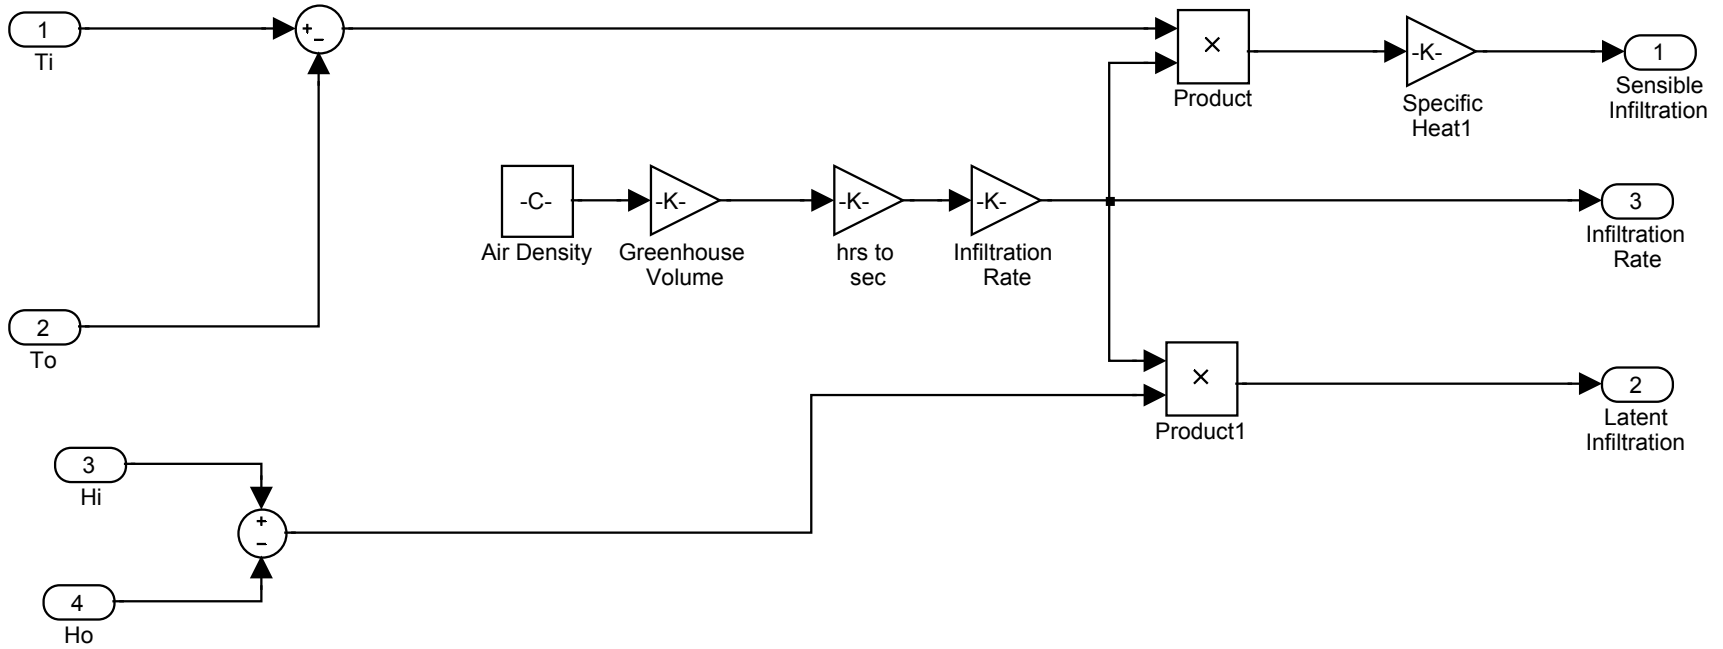 1
Ti
+
−
×
Product
-K-
Specific
Heat1
1
Sensible
Infiltration
-C-
Air Density
-K-
Greenhouse
Volume
-K-
hrs to
sec
-K-
Infiltration
Rate
3
Infiltration
Rate
2
To
×
Product1
2
Latent
Infiltration
3
Hi
+
−
4
Ho